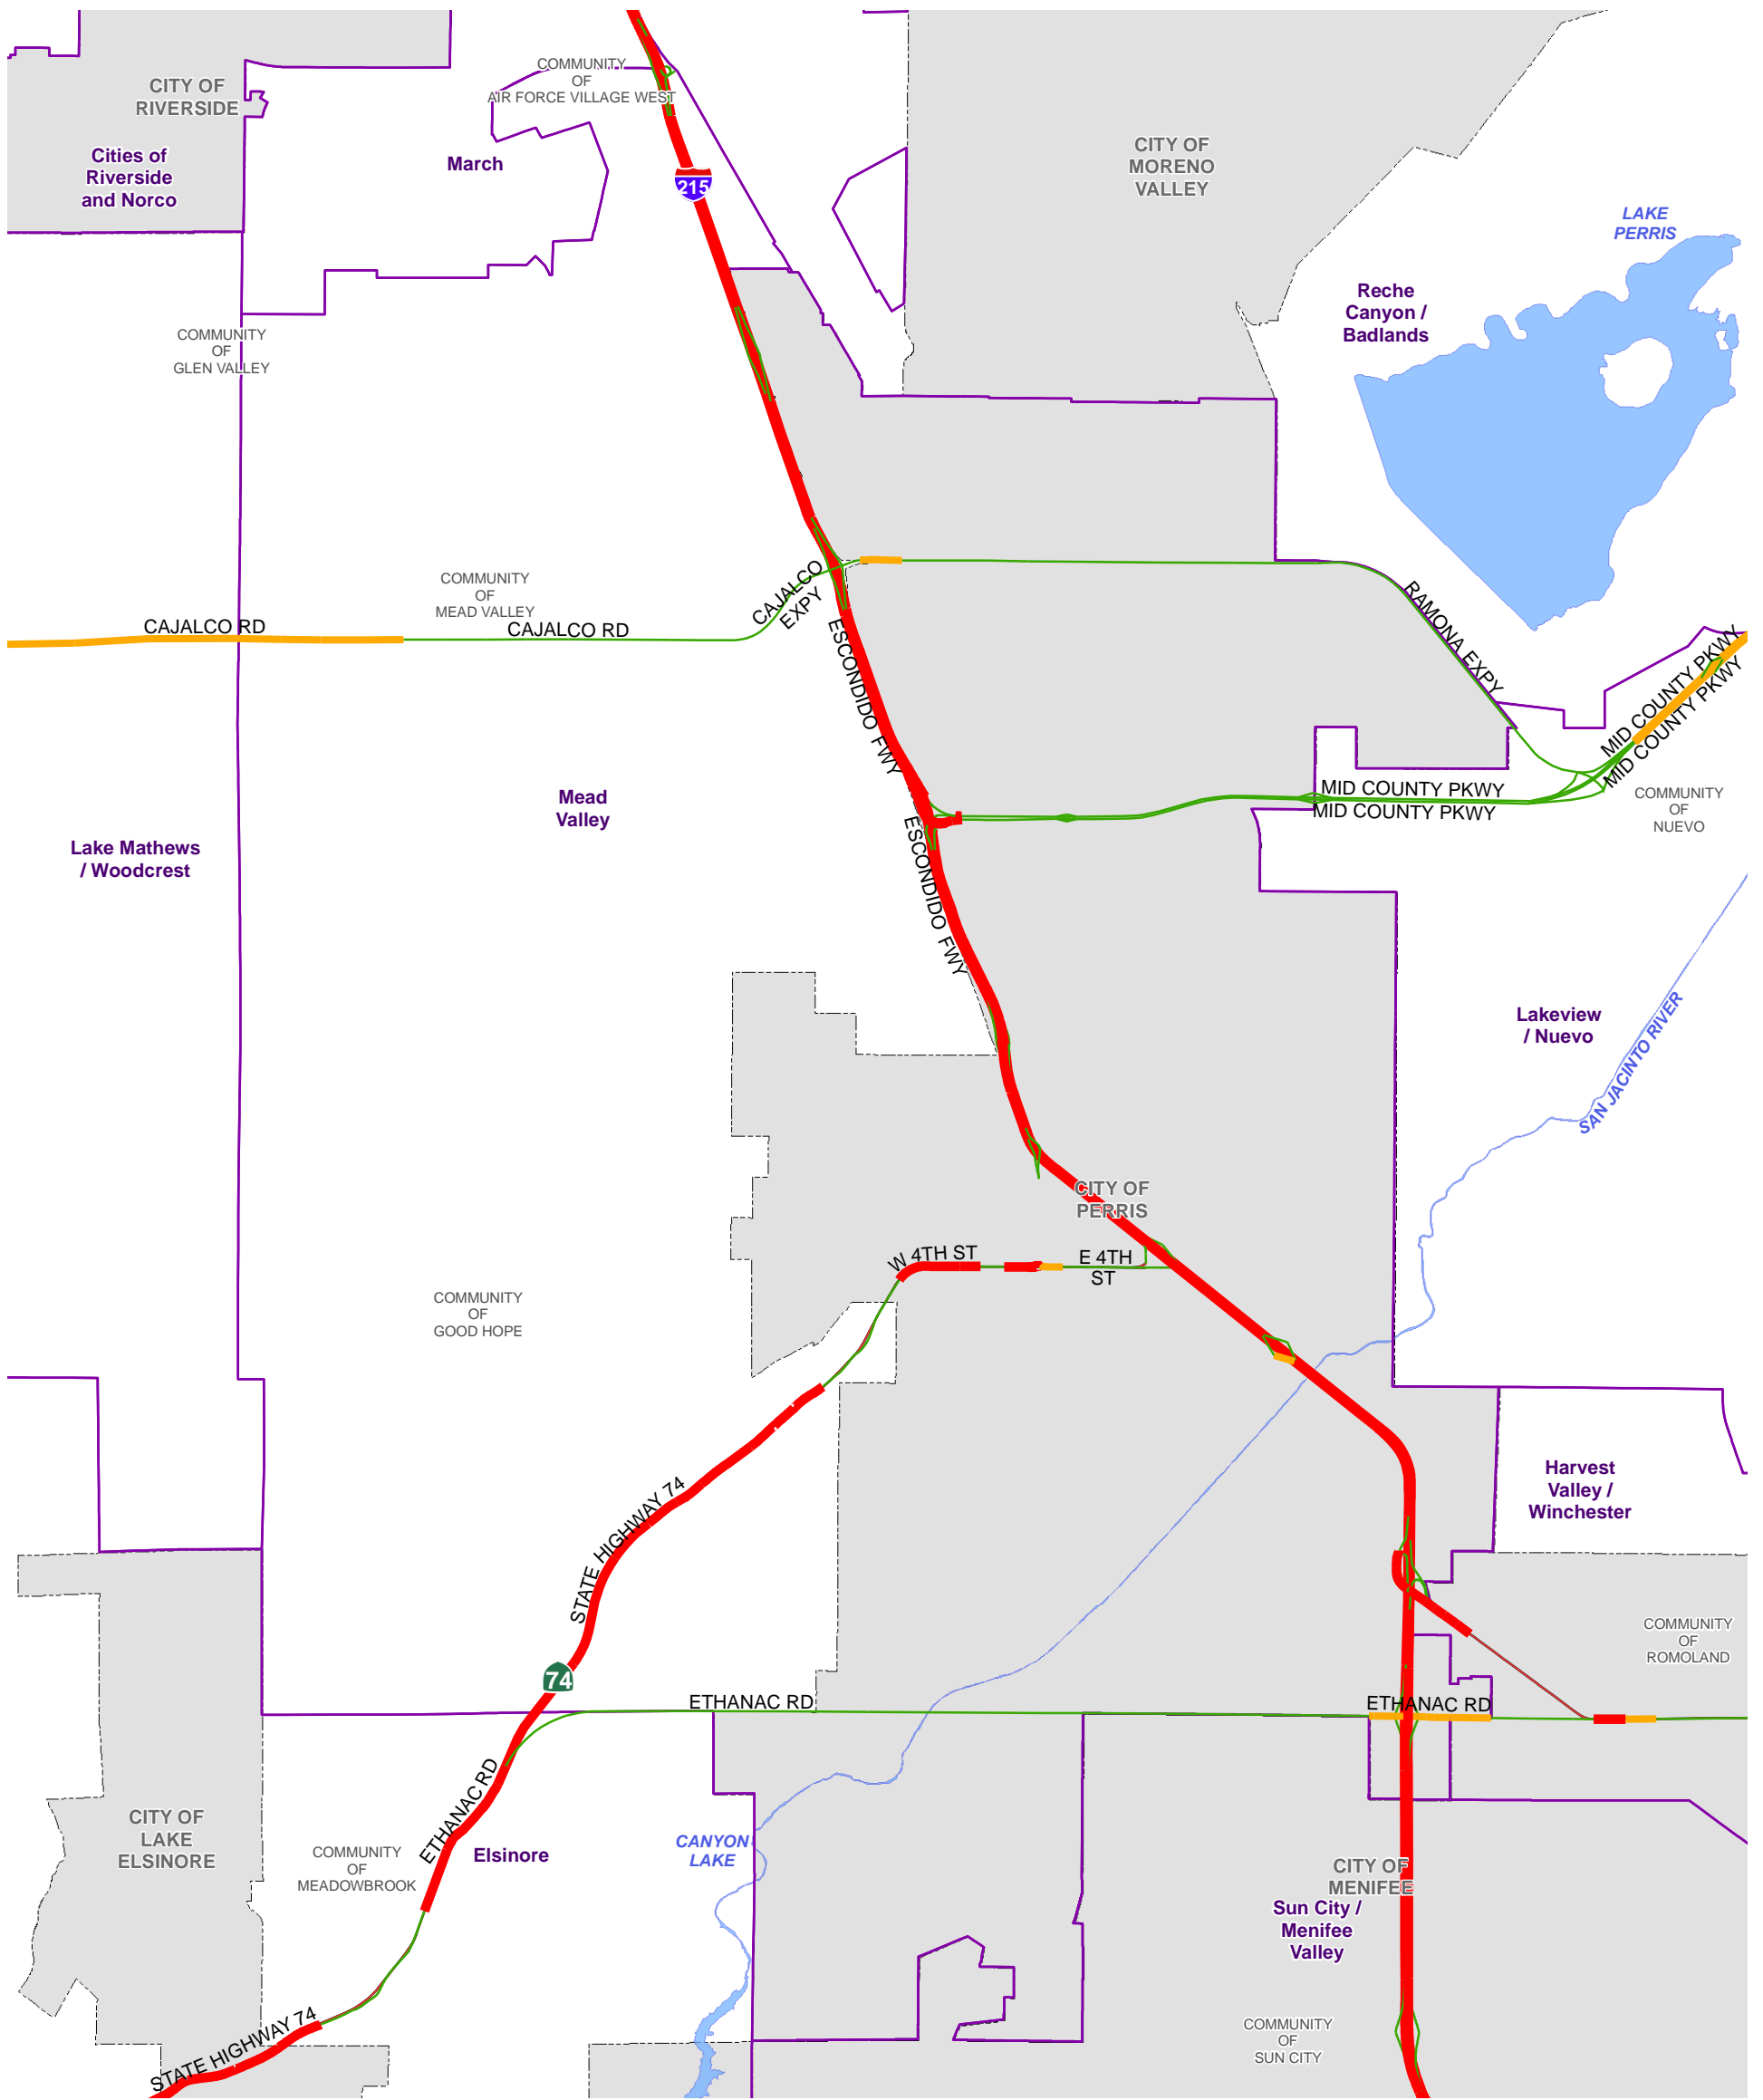 COMMUNITY
OF
AIR FORCE VILLAGE WEST
CITY OF
RIVERSIDE
Cities of
Riverside
and Norco
March
215
CITY OF
MORENO
VALLEY
LAKE
PERRIS
Reche
Canyon /
Badlands
COMMUNITY
OF
GLEN VALLEY
COMMUNITY
OF
MEAD VALLEY
CAJALCO
EXPY
RAMONA EXPY
CAJALCO RD
CAJALCO RD
ESCONDIDO FWY
MID COUNTY PKWY
MID COUNTY PKWY
MID COUNTY PKWY
MID COUNTY PKWY
COMMUNITY
OF
NUEVO
Mead
Valley
Lake Mathews
/ Woodcrest
ESCONDIDO FWY
Lakeview
/ Nuevo
SAN JACINTO RIVER
CITY OF
PERRIS
W 4TH ST
E 4TH
ST
COMMUNITY
OF
GOOD HOPE
Harvest
Valley /
Winchester
STATE HIGHWAY 74
COMMUNITY
OF
ROMOLAND
74
ETHANAC RD
ETHANAC RD
ETHANAC RD
CITY OF
LAKE
ELSINORE
COMMUNITY
OF
MEADOWBROOK
Elsinore
CANYON
LAKE
CITY OF
MENIFEE
Sun City /
Menifee
Valley
STATE HIGHWAY 74
COMMUNITY
OF
SUN CITY